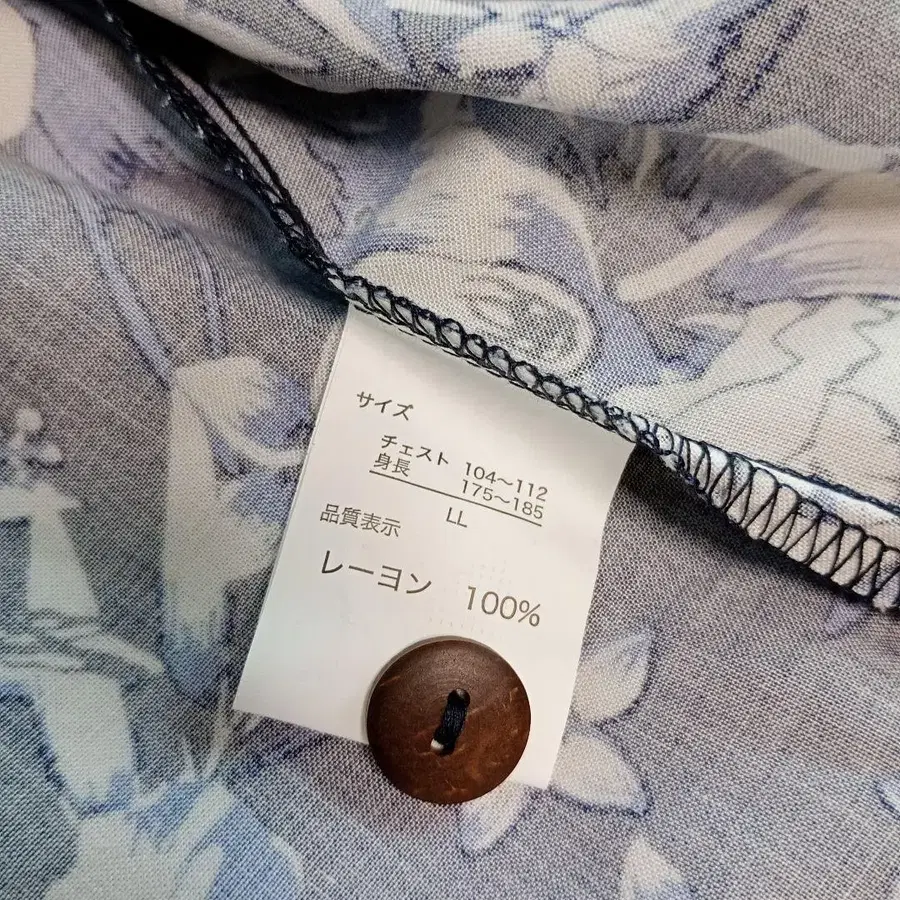 サイズ
チェスト 104～112
身長 175～185
LL
品質表示
レーヨン 100%